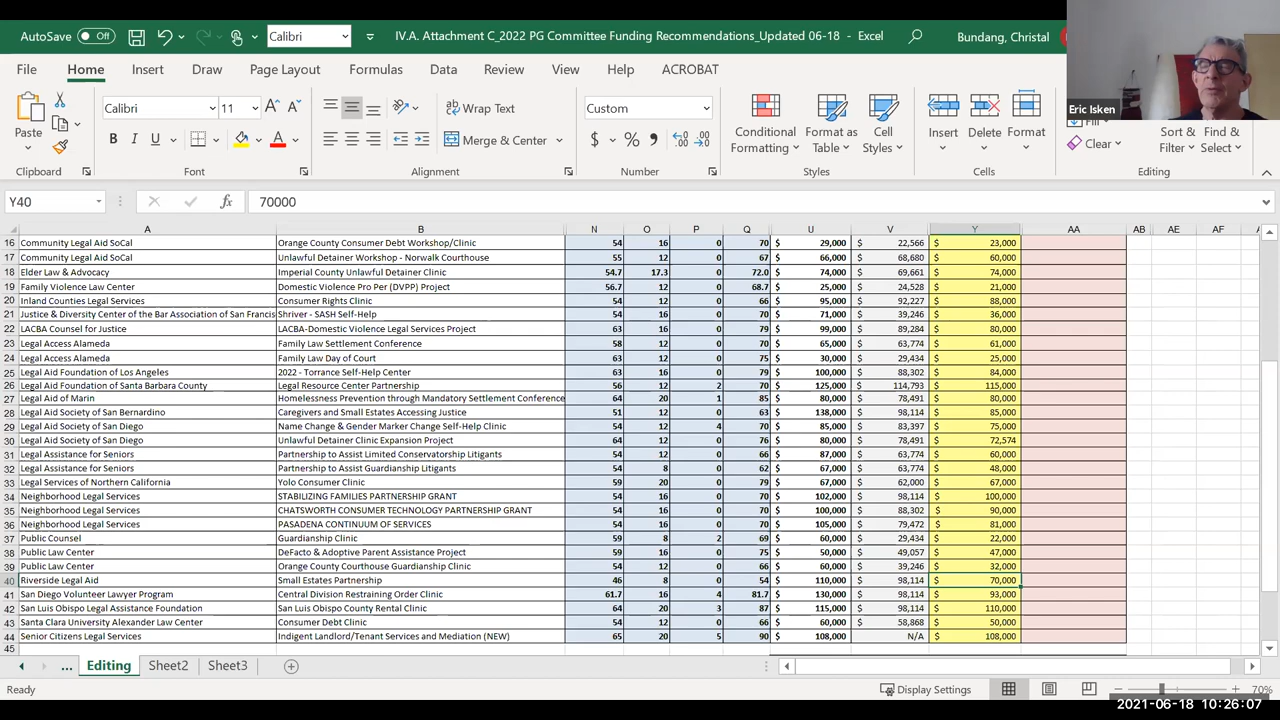 AutoSave Off Calibri IV.A. Attachment C_2022 PG Committee Funding Recommendations_Updated 06-18 - Excel Bundang, Christal
File Home Insert Draw Page Layout Formulas Data Review View Help ACROBAT
Eric Isken
Calibri 11 Wrap Text Custom Fill
Paste B I U A Merge & Center $ % Conditional Formatting Format as Table Cell Styles Insert Delete Format Clear Sort & Filter Find & Select
Clipboard Font Alignment Number Styles Cells Editing
Y40 fx 70000
A B N O P Q U V Y AA AB AE AF
16 Community Legal Aid SoCal Orange County Consumer Debt Workshop/Clinic 54 16 0 70 $ 29,000 $ 22,566 $ 23,000
17 Community Legal Aid SoCal Unlawful Detainer Workshop - Norwalk Courthouse 55 12 0 67 $ 66,000 $ 68,680 $ 60,000
18 Elder Law & Advocacy Imperial County Unlawful Detainer Clinic 54.7 17.3 0 72.0 $ 74,000 $ 69,661 $ 74,000
19 Family Violence Law Center Domestic Violence Pro Per (DVPP) Project 56.7 12 0 68.7 $ 25,000 $ 24,528 $ 21,000
20 Inland Counties Legal Services Consumer Rights Clinic 54 12 0 66 $ 95,000 $ 92,227 $ 88,000
21 Justice & Diversity Center of the Bar Association of San Francis Shriver - SASH Self-Help 54 16 0 70 $ 71,000 $ 39,246 $ 36,000
22 LACBA Counsel for Justice LACBA-Domestic Violence Legal Services Project 63 16 0 79 $ 99,000 $ 89,284 $ 80,000
23 Legal Access Alameda Family Law Settlement Conference 58 12 0 70 $ 65,000 $ 63,774 $ 61,000
24 Legal Access Alameda Family Law Day of Court 63 12 0 75 $ 30,000 $ 29,434 $ 25,000
25 Legal Aid Foundation of Los Angeles 2022 - Torrance Self-Help Center 63 16 0 79 $ 100,000 $ 88,302 $ 84,000
26 Legal Aid Foundation of Santa Barbara County Legal Resource Center Partnership 56 12 2 70 $ 125,000 $ 114,793 $ 115,000
27 Legal Aid of Marin Homelessness Prevention through Mandatory Settlement Conference 64 20 1 85 $ 80,000 $ 78,491 $ 80,000
28 Legal Aid Society of San Bernardino Caregivers and Small Estates Accessing Justice 51 12 0 63 $ 138,000 $ 98,114 $ 85,000
29 Legal Aid Society of San Diego Name Change & Gender Marker Change Self-Help Clinic 54 12 4 70 $ 85,000 $ 83,397 $ 75,000
30 Legal Aid Society of San Diego Unlawful Detainer Clinic Expansion Project 64 12 0 76 $ 80,000 $ 78,491 $ 72,574
31 Legal Assistance for Seniors Partnership to Assist Limited Conservatorship Litigants 54 12 0 66 $ 87,000 $ 63,774 $ 60,000
32 Legal Assistance for Seniors Partnership to Assist Guardianship Litigants 54 8 0 62 $ 67,000 $ 63,774 $ 48,000
33 Legal Services of Northern California Yolo Consumer Clinic 59 20 0 79 $ 67,000 $ 62,000 $ 67,000
34 Neighborhood Legal Services STABILIZING FAMILIES PARTNERSHIP GRANT 54 16 0 70 $ 102,000 $ 98,114 $ 100,000
35 Neighborhood Legal Services CHATSWORTH CONSUMER TECHNOLOGY PARTNERSHIP GRANT 54 16 0 70 $ 100,000 $ 88,302 $ 90,000
36 Neighborhood Legal Services PASADENA CONTINUUM OF SERVICES 54 16 0 70 $ 105,000 $ 79,472 $ 81,000
37 Public Counsel Guardianship Clinic 59 8 2 69 $ 60,000 $ 29,434 $ 22,000
38 Public Law Center DeFacto & Adoptive Parent Assistance Project 59 16 0 75 $ 50,000 $ 49,057 $ 47,000
39 Public Law Center Orange County Courthouse Guardianship Clinic 54 12 0 66 $ 60,000 $ 39,246 $ 32,000
40 Riverside Legal Aid Small Estates Partnership 46 8 0 54 $ 110,000 $ 98,114 $ 70,000
41 San Diego Volunteer Lawyer Program Central Division Restraining Order Clinic 61.7 16 4 81.7 $ 130,000 $ 98,114 $ 93,000
42 San Luis Obispo Legal Assistance Foundation San Luis Obispo County Rental Clinic 64 20 3 87 $ 115,000 $ 98,114 $ 110,000
43 Santa Clara University Alexander Law Center Consumer Debt Clinic 54 12 0 66 $ 60,000 $ 58,868 $ 50,000
44 Senior Citizens Legal Services Indigent Landlord/Tenant Services and Mediation (NEW) 65 20 5 90 $ 108,000 N/A $ 108,000
45
... Editing Sheet2 Sheet3
Ready Display Settings 70%
2021-06-18 10:26:07